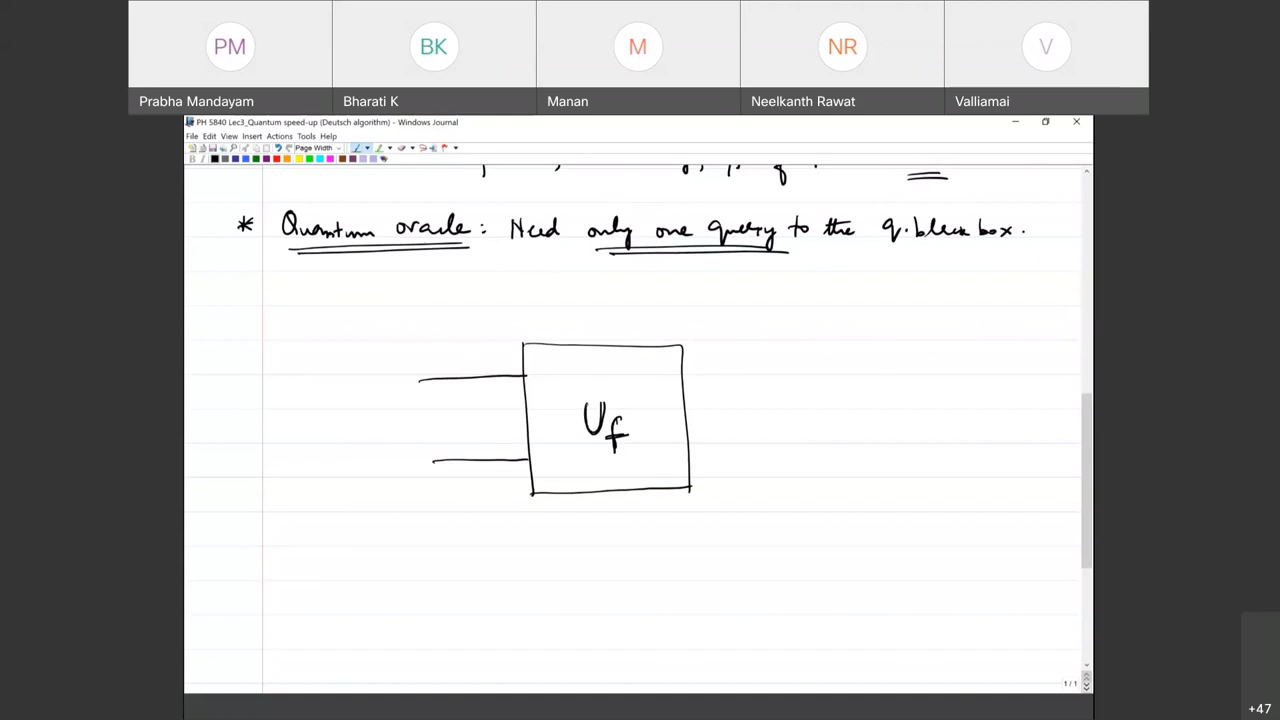 PM BK M NR V
Prabha Mandayam Bharati K Manan Neelkanth Rawat Valliamai
PH 5840 Lec3_Quantum speed-up (Deutsch algorithm) - Windows Journal
File Edit View Insert Actions Tools Help
Page Width
B I
* Quantum oracle: Need only one query to the q. black box.
Uf
1 / 1
+47